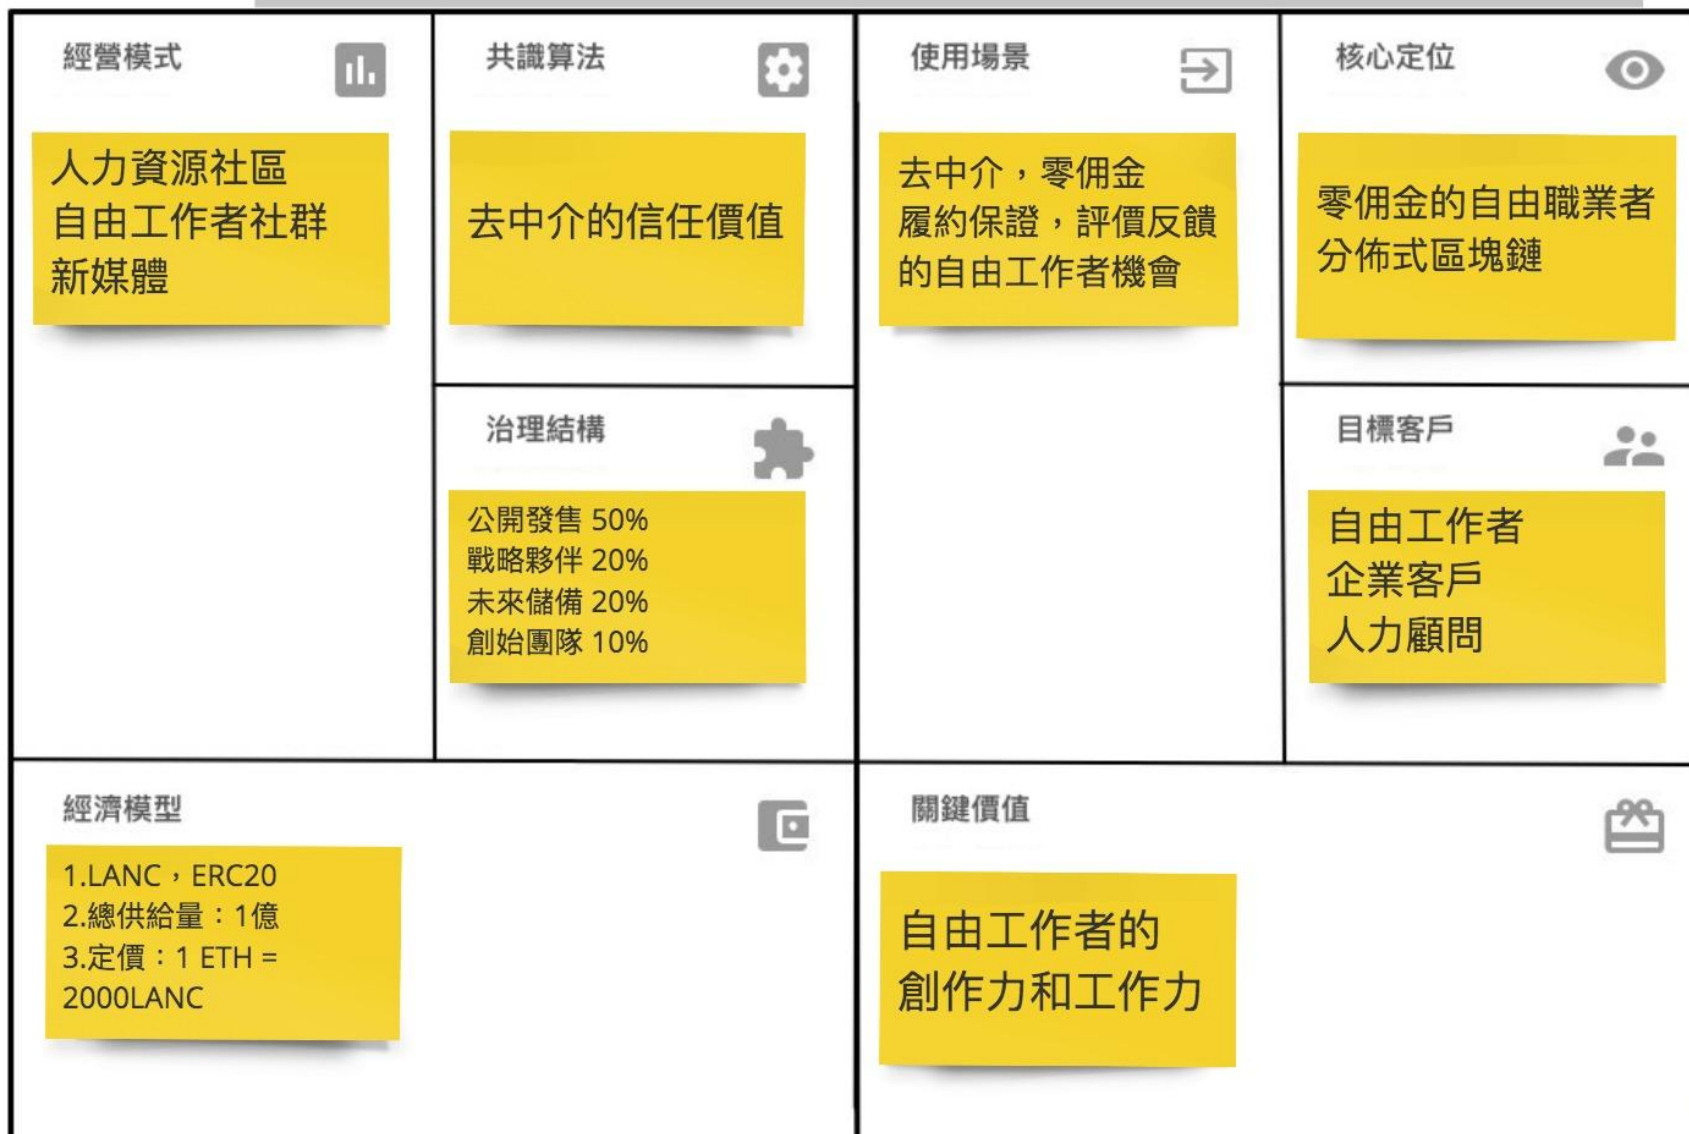 經營模式
人力資源社區
自由工作者社群
新媒體
共識算法
去中介的信任價值
治理結構
公開發售 50%
戰略夥伴 20%
未來儲備 20%
創始團隊 10%
使用場景
去中介，零佣金
履約保證，評價反饋
的自由工作者機會
核心定位
零佣金的自由職業者
分佈式區塊鏈
目標客戶
自由工作者
企業客戶
人力顧問
經濟模型
1.LANC，ERC20
2.總供給量：1億
3.定價：1 ETH =
2000LANC
關鍵價值
自由工作者的
創作力和工作力